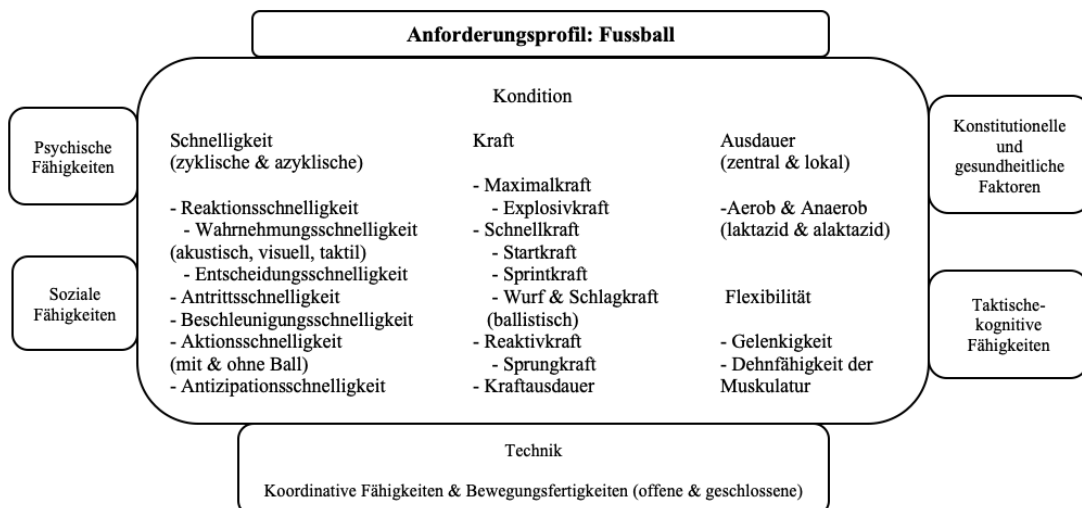 Anforderungsprofil: Fussball
Kondition
Psychische
Fähigkeiten
Soziale
Fähigkeiten
Schnelligkeit
(zyklische & azyklische)
- Reaktionsschnelligkeit
- Wahrnehmungsschnelligkeit
(akustisch, visuell, taktil)
- Entscheidungsschnelligkeit
- Antrittsschnelligkeit
- Beschleunigungsschnelligkeit
- Aktionsschnelligkeit
(mit & ohne Ball)
- Antizipationsschnelligkeit
Kraft
- Maximalkraft
- Explosivkraft
- Schnellkraft
- Startkraft
- Sprintkraft
- Wurf & Schlagkraft
(ballistisch)
- Reaktivkraft
- Sprungkraft
- Kraftausdauer
Ausdauer
(zentral & lokal)
-Aerob & Anaerob
(laktazid & alaktazid)
Flexibilität
- Gelenkigkeit
- Dehnfähigkeit der
Muskulatur
Konstitutionelle
und
gesundheitliche
Faktoren
Taktische-
kognitive
Fähigkeiten
Technik
Koordinative Fähigkeiten & Bewegungsfertigkeiten (offene & geschlossene)